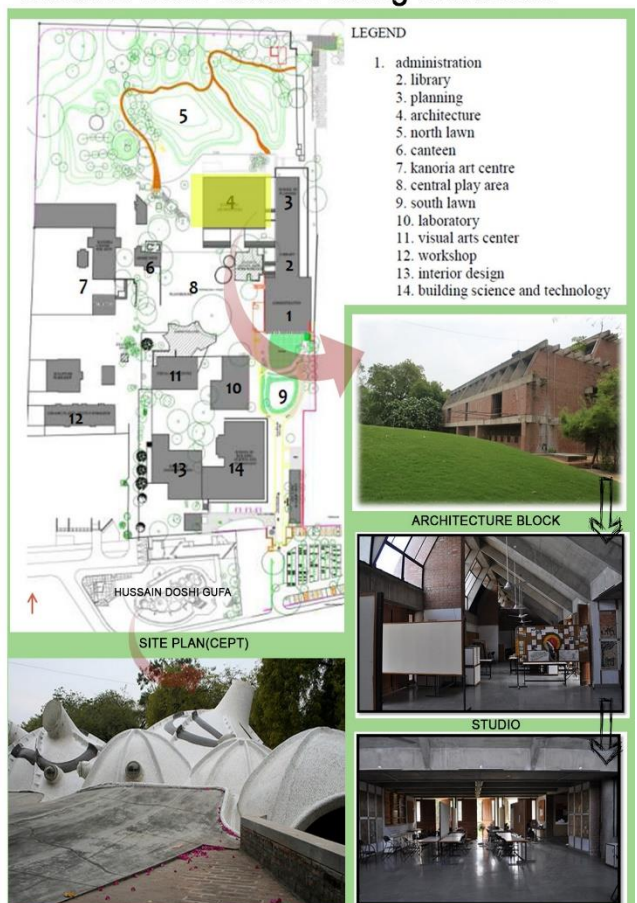 LEGEND
1. administration
2. library
3. planning
4. architecture
5. north lawn
6. canteen
7. kanoria art centre
8. central play area
9. south lawn
10. laboratory
11. visual arts center
12. workshop
13. interior design
14. building science and technology
5
4
3
6
2
7
8
1
11
10
9
12
13
14
HUSSAIN DOSHI GUFA
SITE PLAN(CEPT)
ARCHITECTURE BLOCK
STUDIO